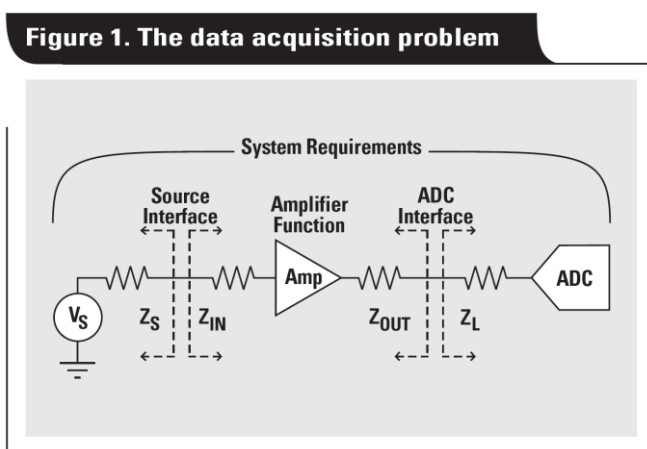 Figure 1. The data acquisition problem
System Requirements
Source
Interface
Amplifier
Function
ADC
Interface
Amp
ADC
VS
ZS
ZIN
ZOUT
ZL